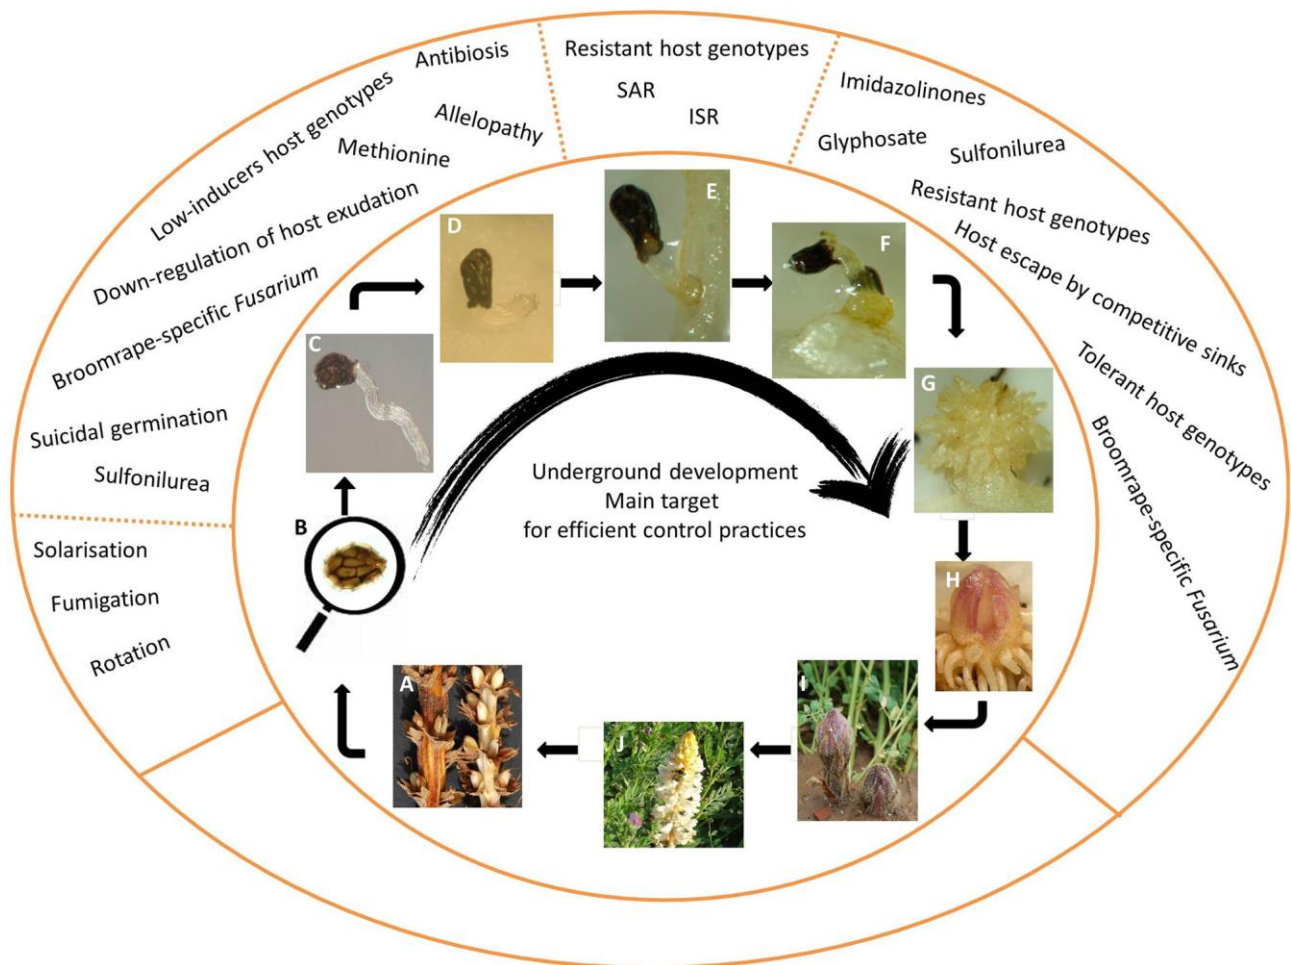 Antibiosis
Low-inducers host genotypes
Allelopathy
Methionine
Down-regulation of host exudation
Broomrape-specific Fusarium
Suicidal germination
Sulfonilurea
Solarisation
Fumigation
Rotation
Resistant host genotypes
SAR
ISR
Imidazolinones
Glyphosate
Sulfonilurea
Resistant host genotypes
Host escape by competitive sinks
Tolerant host genotypes
Broomrape-specific Fusarium
A
B
C
D
E
F
G
H
I
J
Underground development
Main target
for efficient control practices